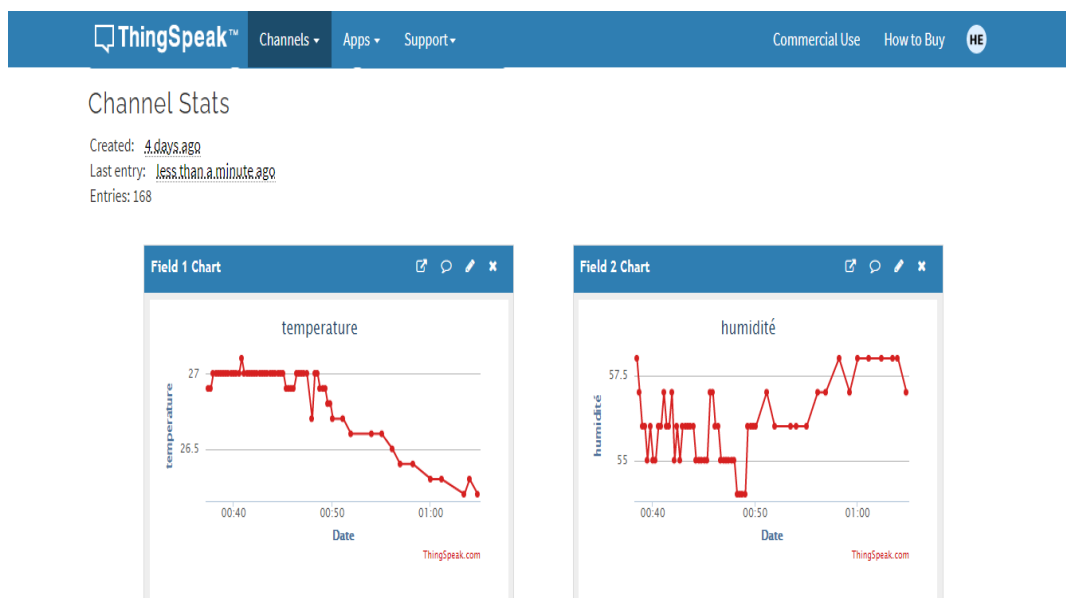 ThingSpeak™ Channels Apps Support Commercial Use How to Buy HE
Channel Stats
Created: 4 days ago
Last entry: less than a minute ago
Entries: 168
Field 1 Chart
temperature
temperature
27
26.5
00:40 00:50 01:00
Date
ThingSpeak.com
Field 2 Chart
humidité
humidité
57.5
55
00:40 00:50 01:00
Date
ThingSpeak.com